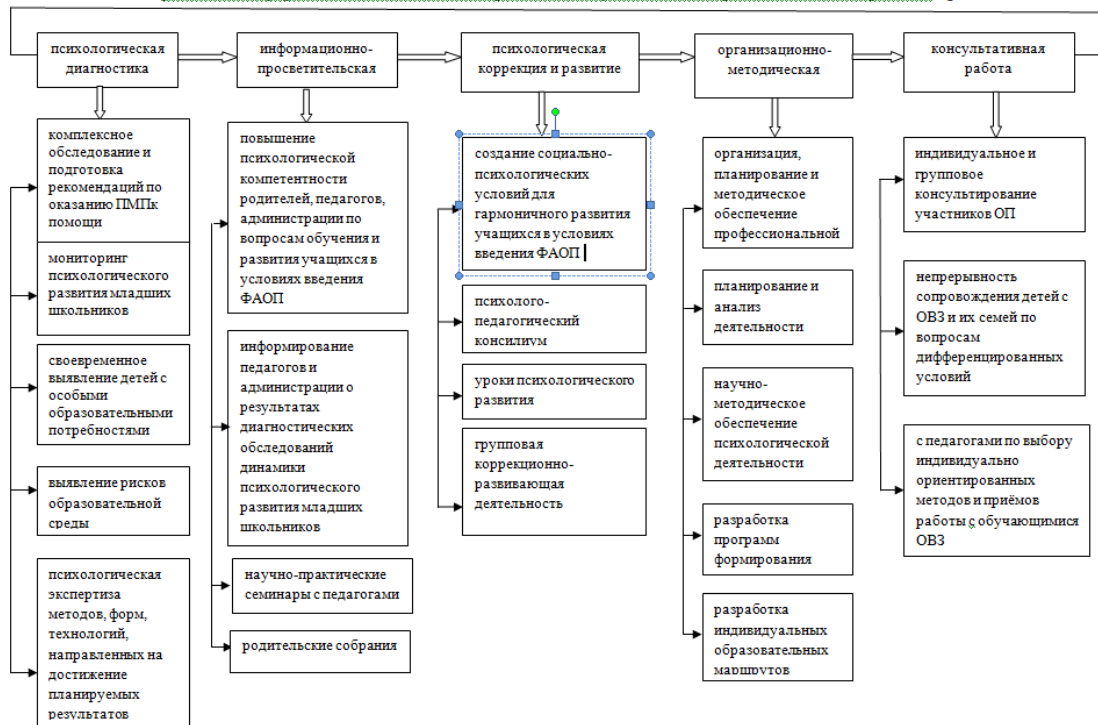 психологическая
диагностика
информационно-
просветительская
психологическая
коррекция и развитие
организационно-
методическая
консультативная
работа
комплексное
обследование и
подготовка
рекомендаций по
оказанию ПМПк
помощи
мониторинг
психологического
развития младших
школьников
своевременное
выявление детей с
особыми
образовательными
потребностями
выявление рисков
образовательной
среды
психологическая
экспертиза
методов, форм,
технологий,
направленных на
достижение
планируемых
результатов
повышение
психологической
компетентности
родителей, педагогов,
администрации по
вопросам обучения и
развития учащихся в
условиях введения
ФАОП
информирование
педагогов и
администрации о
результатах
диагностических
обследований
динамики
психологического
развития младших
школьников
научно-практические
семинары с педагогами
родительские собрания
создание социально-
психологических
условий для
гармоничного развития
учащихся в условиях
введения ФАОП
психолого-
педагогический
консилиум
уроки психологического
развития
групповая
коррекционно-
развивающая
деятельность
организация,
планирование и
методическое
обеспечение
профессиональной
планирование и
анализ
деятельности
научно-
методическое
обеспечение
психологической
деятельности
разработка
программ
формирования
разработка
индивидуальных
образовательных
маршрутов
индивидуальное и
групповое
консультирование
участников ОП
непрерывность
сопровождения детей с
ОВЗ и их семей по
вопросам
дифференцированных
условий
с педагогами по выбору
индивидуально
ориентированных
методов и приёмов
работы с обучающимися
ОВЗ